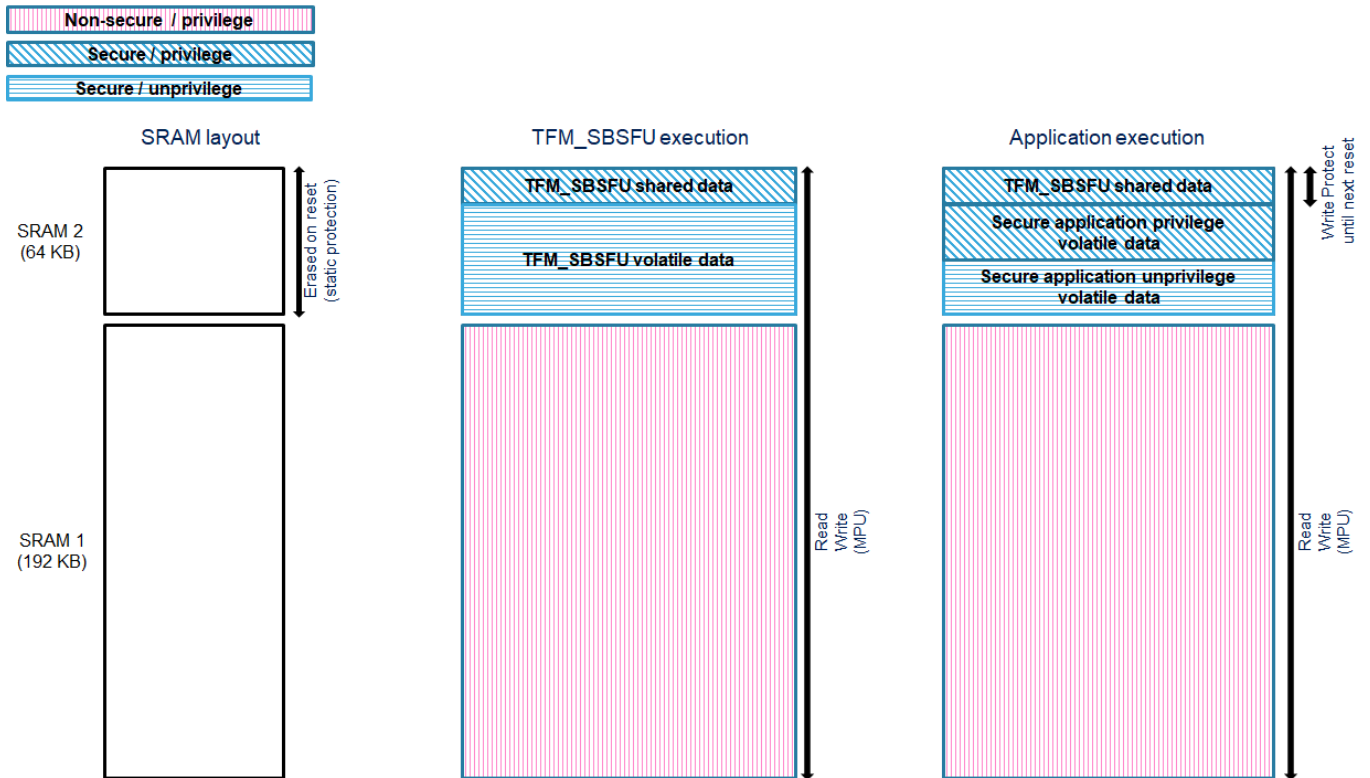 Non-secure / privilege
Secure / privilege
Secure / unprivilege
SRAM layout
TFM_SBSFU execution
Application execution
SRAM 2
(64 KB)
Erased on reset
(static protection)
TFM_SBSFU shared data
TFM_SBSFU volatile data
TFM_SBSFU shared data
Secure application privilege
volatile data
Secure application unprivilege
volatile data
Write Protect
until next reset
SRAM 1
(192 KB)
Read
Write
(MPU)
Read
Write
(MPU)